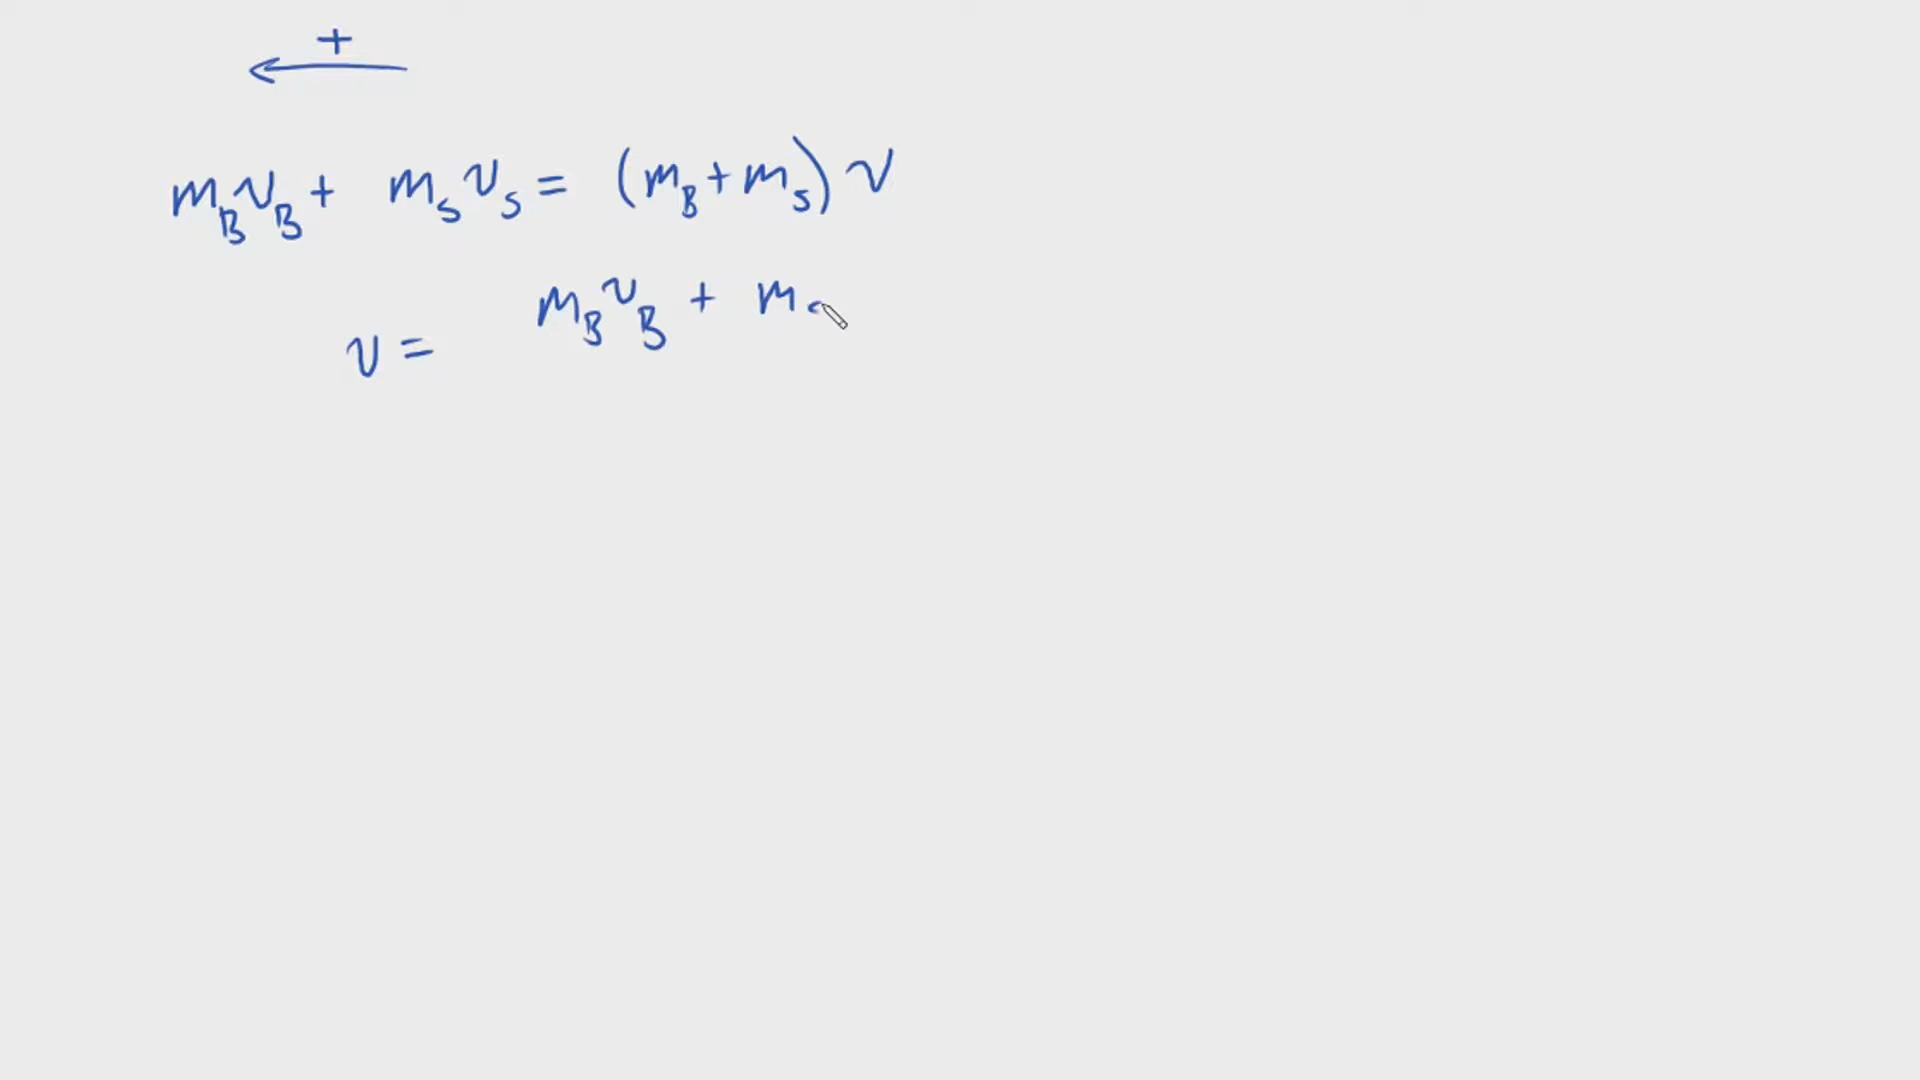 +
m_B v_B + m_s v_s = (m_B + m_s) v
v = m_B v_B + m